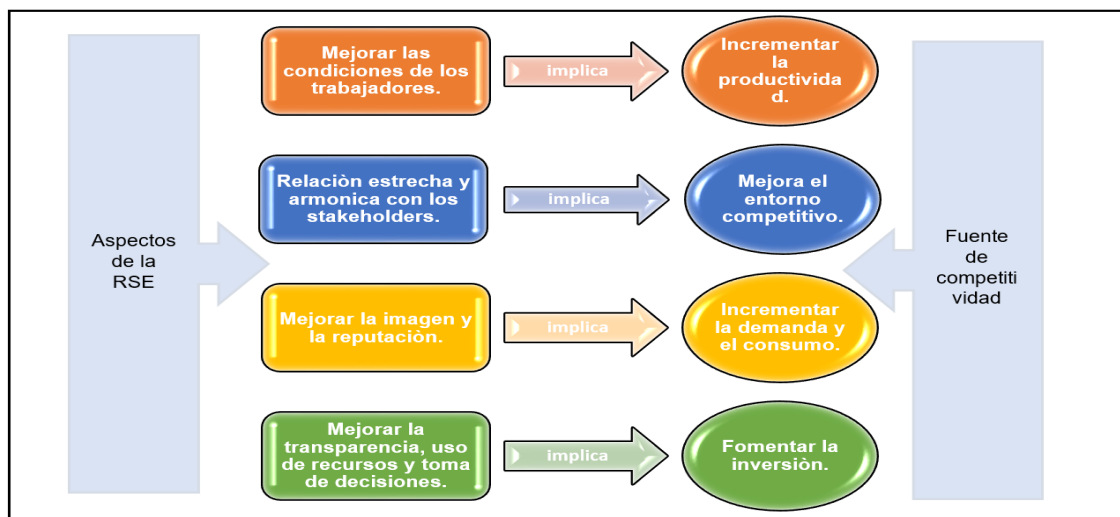 Aspectos
de la
RSE
Mejorar las
condiciones de los
trabajadores.
implica
Incrementar
la
productivida
d.
Relaciòn estrecha y
armonica con los
stakeholders.
implica
Mejora el
entorno
competitivo.
Mejorar la imagen y
la reputaciòn.
implica
Incrementar
la demanda y
el consumo.
Mejorar la
transparencia, uso
de recursos y toma
de decisiones.
implica
Fomentar la
inversiòn.
Fuente
de
competiti
vidad